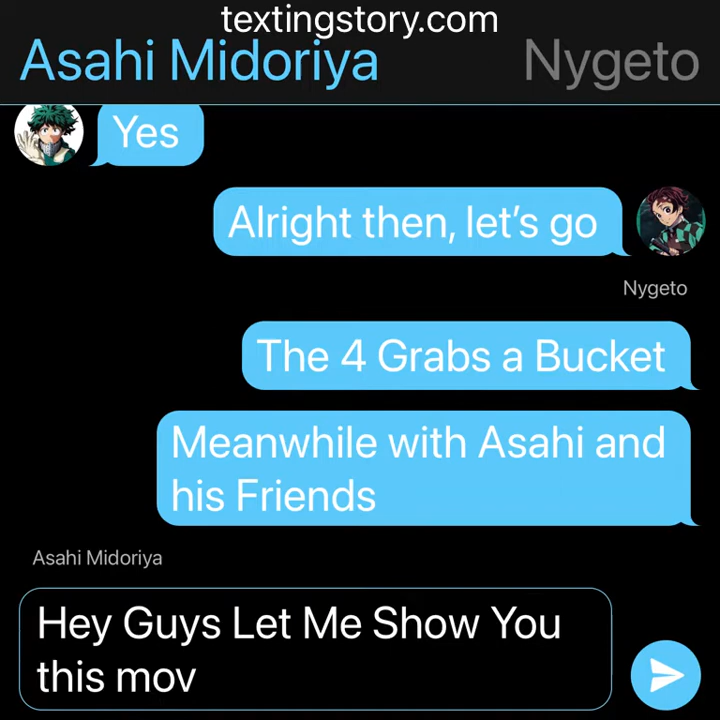 textingstory.com
Asahi Midoriya
Nygeto
Yes
Alright then, let’s go
Nygeto
The 4 Grabs a Bucket
Meanwhile with Asahi and
his Friends
Asahi Midoriya
Hey Guys Let Me Show You
this mov